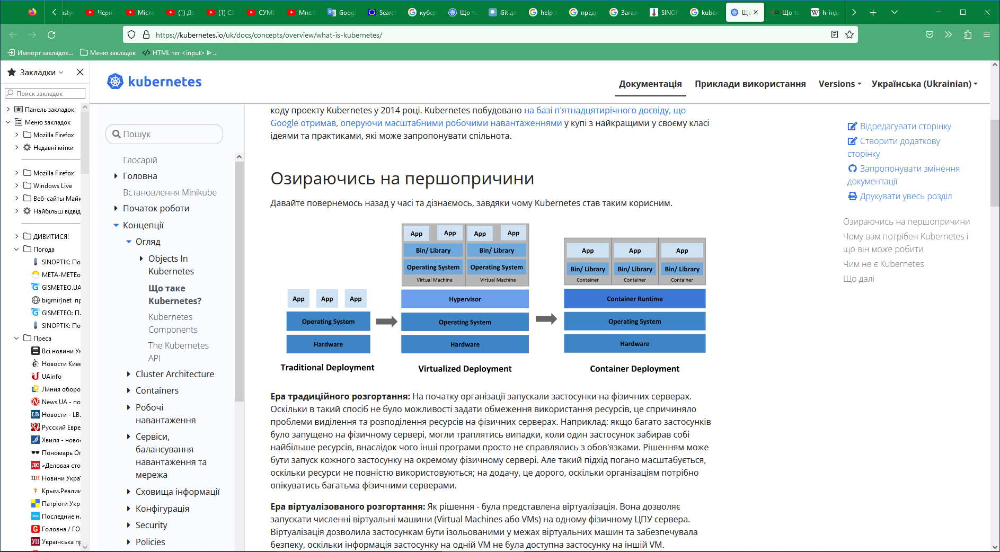 Черні
Місто
(1) До
(1) СУ
СУМИ
Мне 9
Goog
Searc
кубер
Що та
Git дл
help г
предм
Загал
SINOP
kuber
Що
Що та
h-інде
https://kubernetes.io/uk/docs/concepts/overview/what-is-kubernetes/
Импорт закладок...
Меню закладок
HTML тег <input> ᐈ ...
Закладки
Поиск закладок
Панель закладок
Меню закладок
Mozilla Firefox
Недавні мітки
Mozilla Firefox
Windows Live
Веб-сайты Майк
Найбільш відвід
ДИВИТИСЯ!
Погода
SINOPTIK: По
META-МЕТЕо
GISMETEO.UA
bigmir)net пр
GISMETEO: П.
SINOPTIK: По
Преса
Всі новини Ук
Новости Киев
UAinfo
Линия оборо
News UA - по
Новости - LB.
Русский Евре
Хвиля - ново
Пономарь Оп
«Деловая сто
Новини Украї
Крым.Реалии
Патріоти Укр
Последние н.
Головна / ГО
Українська пр
kubernetes
Документація
Приклади використання
Versions
Українська (Ukrainian)
Пошук
Глосарій
Головна
Встановлення Minikube
Початок роботи
Концепції
Огляд
Objects In
Kubernetes
Що таке
Kubernetes?
Kubernetes
Components
The Kubernetes
API
Cluster Architecture
Containers
Робочі
навантаження
Сервіси,
балансування
навантаження та
мережа
Сховища інформації
Конфігурація
Security
Policies
коду проекту Kubernetes у 2014 році. Kubernetes побудовано на базі п'ятнадцятирічного досвіду, що
Google отримав, оперуючи масштабними робочими навантаженнями у купі з найкращими у своєму класі
ідеями та практиками, які може запропонувати спільнота.
Озираючись на першопричини
Давайте повернемось назад у часі та дізнаємось, завдяки чому Kubernetes став таким корисним.
App
App
App
Operating System
Hardware
Traditional Deployment
App
App
App
App
Bin/ Library
Bin/ Library
Operating System
Operating System
Virtual Machine
Virtual Machine
Hypervisor
Operating System
Hardware
Virtualized Deployment
App
App
App
Bin/ Library
Bin/ Library
Bin/ Library
Container
Container
Container
Container Runtime
Operating System
Hardware
Container Deployment
Ера традиційного розгортання: На початку організації запускали застосунки на фізичних серверах.
Оскільки в такий спосіб не було можливості задати обмеження використання ресурсів, це спричиняло
проблеми виділення та розподілення ресурсів на фізичних серверах. Наприклад: якщо багато застосунків
було запущено на фізичному сервері, могли траплятись випадки, коли один застосунок забирав собі
найбільше ресурсів, внаслідок чого інші програми просто не справлялись з обов'язками. Рішенням може
бути запуск кожного застосунку на окремому фізичному сервері. Але такий підхід погано масштабується,
оскільки ресурси не повністю використовуються; на додачу, це дорого, оскільки організаціям потрібно
опікуватись багатьма фізичними серверами.
Ера віртуалізованого розгортання: Як рішення - була представлена віртуалізація. Вона дозволяє
запускати численні віртуальні машини (Virtual Machines або VMs) на одному фізичному ЦПУ сервера.
Віртуалізація дозволила застосункам бути ізольованими у межах віртуальних машин та забезпечувала
безпеку, оскільки інформація застосунку на одній VM не була доступна застосунку на іншій VM.
Відредагувати сторінку
Створити додаткову
сторінку
Запропонувати змінення
документації
Друкувати увесь розділ
Озираючись на першопричини
Чому вам потрібен Kubernetes і
що він може робити
Чим не є Kubernetes
Що далі